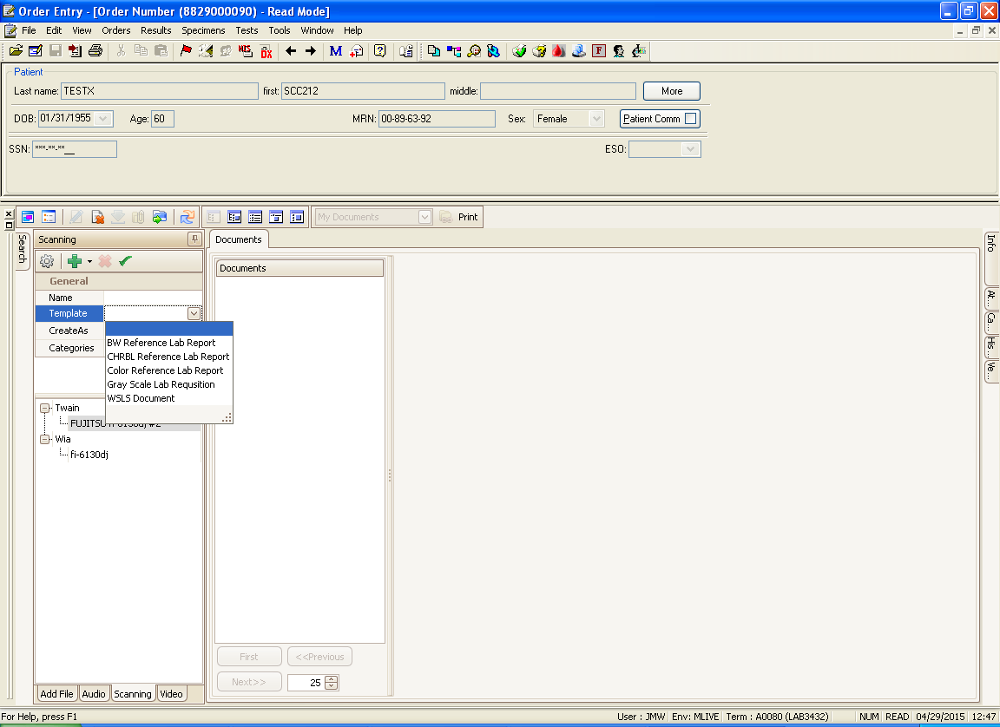 Order Entry - [Order Number (8829000090) - Read Mode]
File Edit View Orders Results Specimens Tests Tools Window Help
HIS DX M ? F
Patient
Last name: TESTX first: SCC212 middle: More
DOB: 01/31/1955 Age: 60 MRN: 00-89-63-92 Sex: Female Patient Comm
SSN: ***-**-**__ ESO:
My Documents Print
Search
Scanning
Documents
Info
At...
Ca...
His...
Ve...
General
Name
Template
CreateAs
Categories
BW Reference Lab Report
CHRBL Reference Lab Report
Color Reference Lab Report
Gray Scale Lab Requsition
WSLS Document
Twain
FUJITSU fi-6130dj #2
Wia
fi-6130dj
Documents
First <<Previous
Next>> 25
Add File Audio Scanning Video
For Help, press F1 User : JMW Env: MLIVE Term : A0080 (LAB3432) NUM READ 04/29/2015 12:47